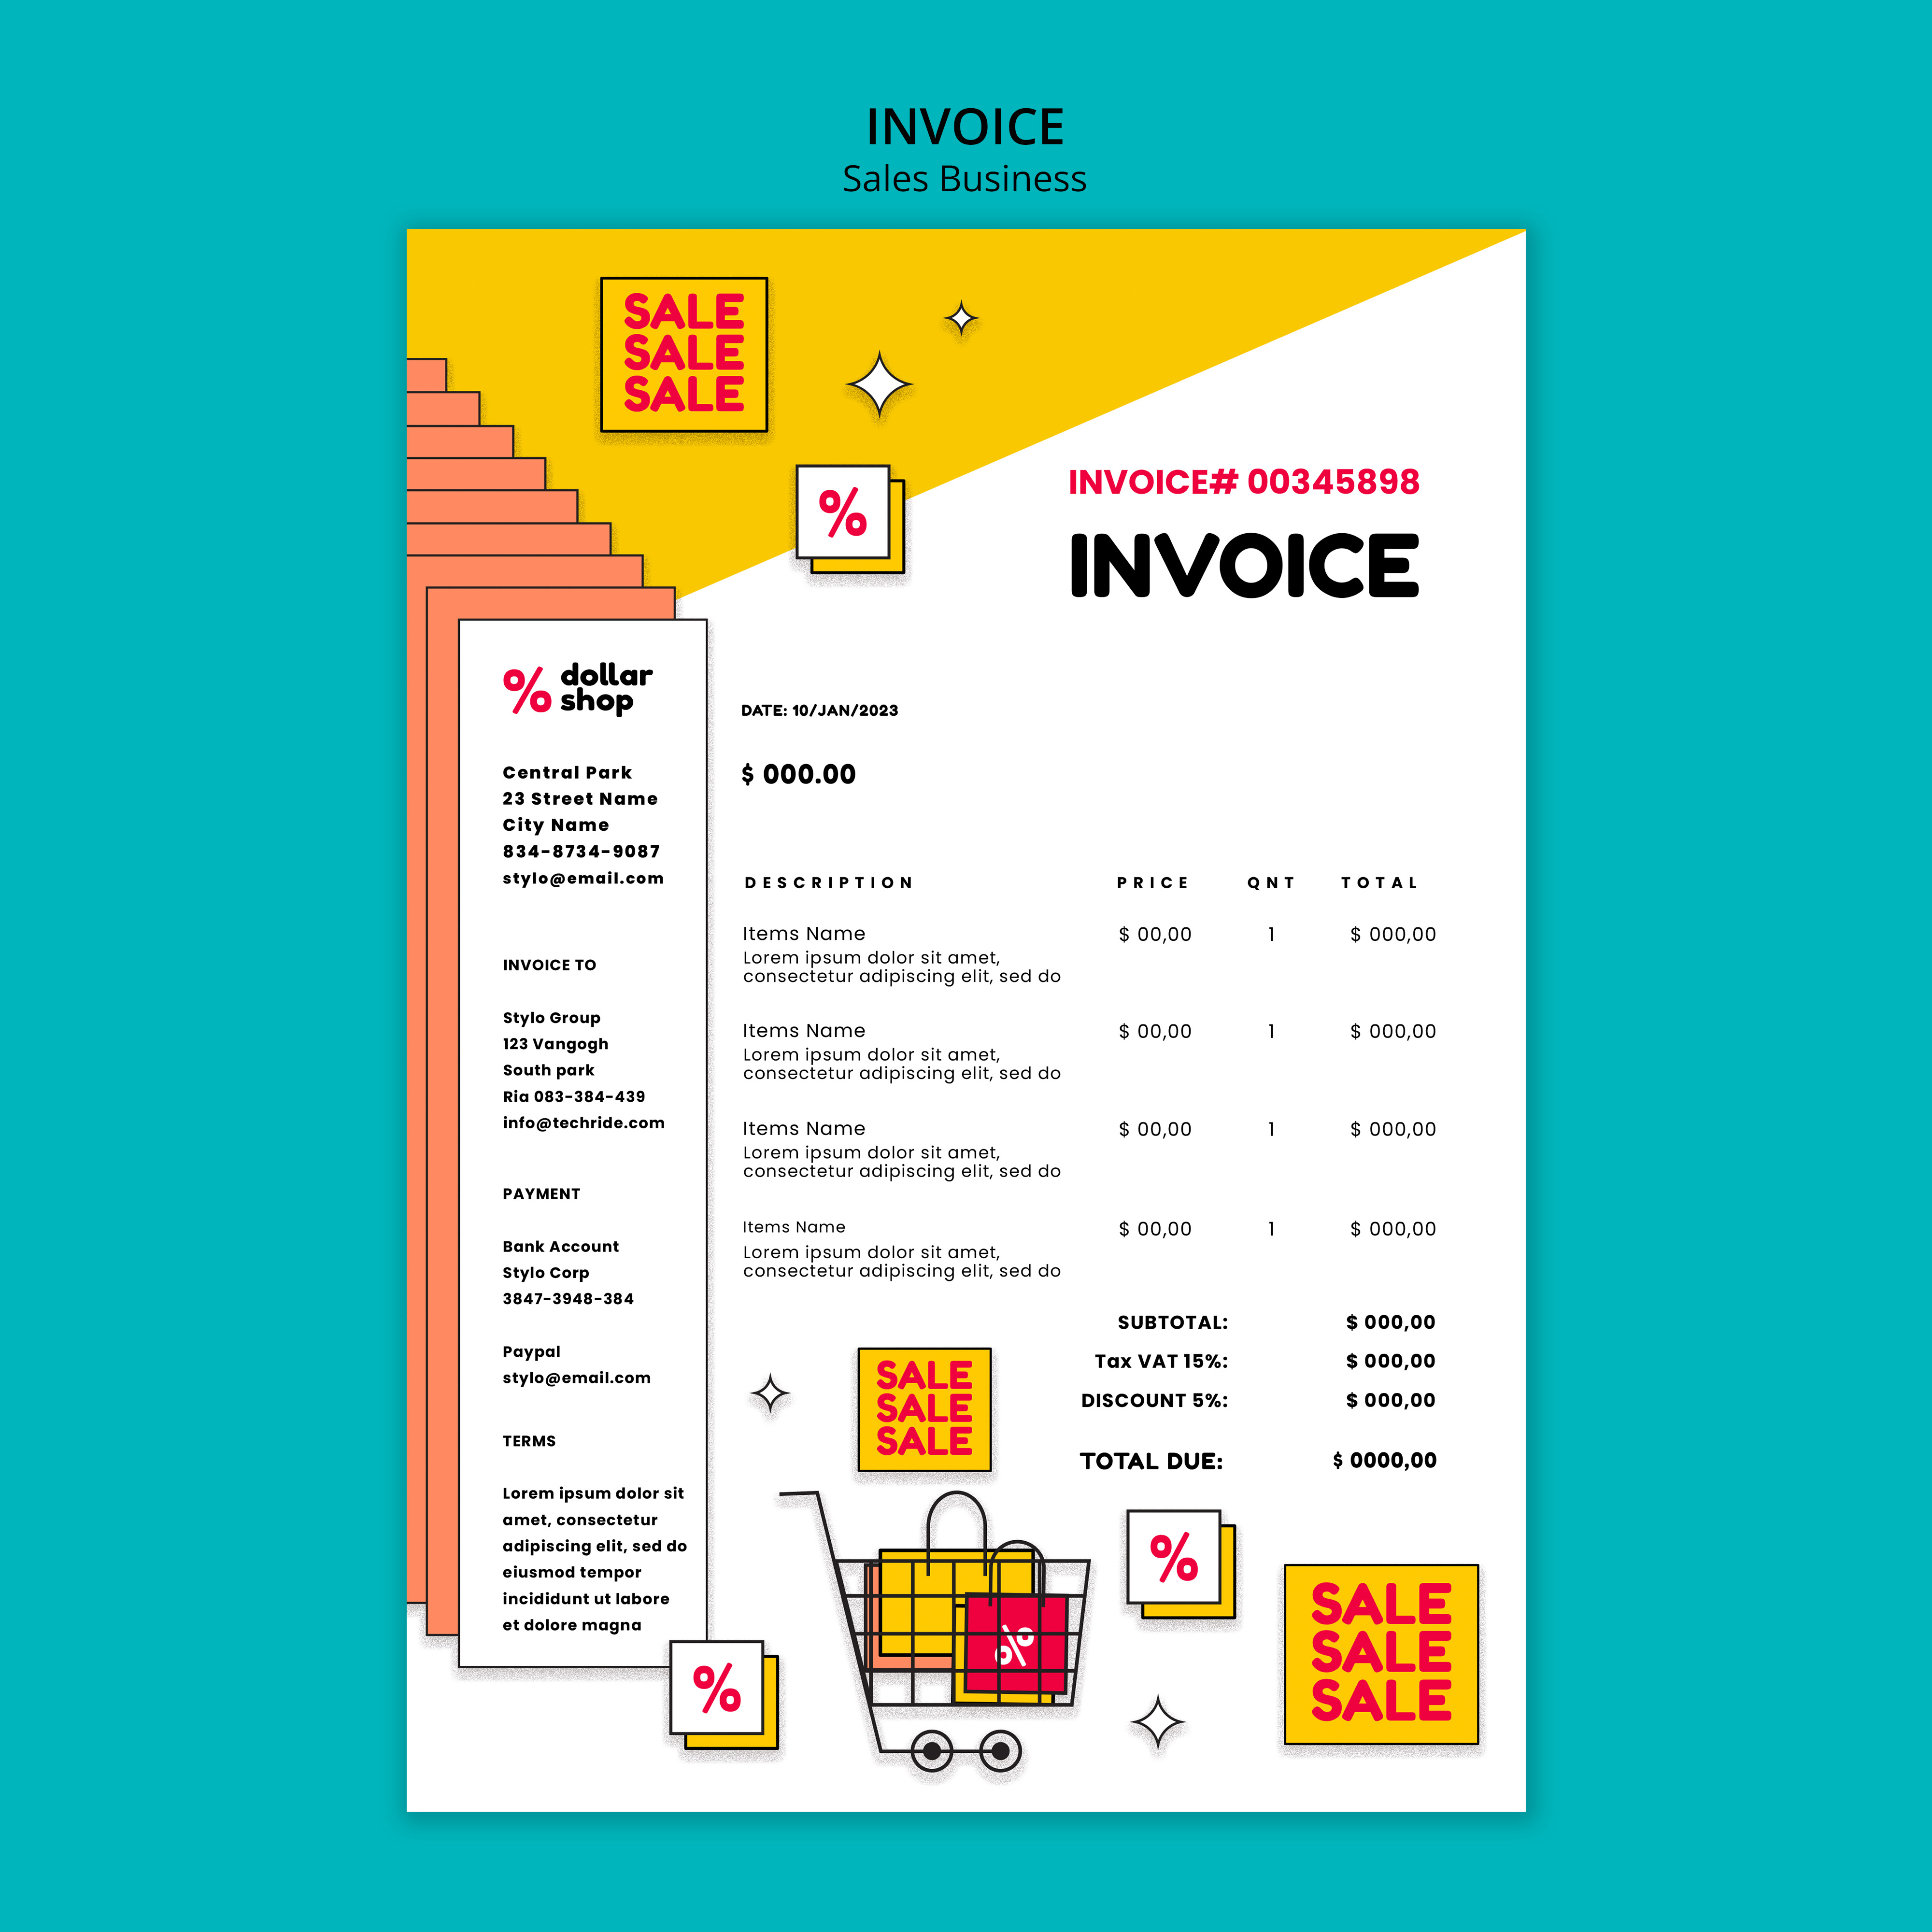 INVOICE
Sales Business
SALE
SALE
SALE
%
INVOICE# 00345898
INVOICE
% dollar
shop
Central Park
23 Street Name
City Name
834-8734-9087
stylo@email.com
INVOICE TO
Stylo Group
123 Vangogh
South park
Ria 083-384-439
info@techride.com
PAYMENT
Bank Account
Stylo Corp
3847-3948-384
Paypal
stylo@email.com
TERMS
Lorem ipsum dolor sit
amet, consectetur
adipiscing elit, sed do
eiusmod tempor
incididunt ut labore
et dolore magna
%
DATE: 10/JAN/2023
$ 000.00
DESCRIPTION PRICE QNT TOTAL
Items Name $ 00,00 1 $ 000,00
Lorem ipsum dolor sit amet,
consectetur adipiscing elit, sed do
Items Name $ 00,00 1 $ 000,00
Lorem ipsum dolor sit amet,
consectetur adipiscing elit, sed do
Items Name $ 00,00 1 $ 000,00
Lorem ipsum dolor sit amet,
consectetur adipiscing elit, sed do
Items Name $ 00,00 1 $ 000,00
Lorem ipsum dolor sit amet,
consectetur adipiscing elit, sed do
SUBTOTAL: $ 000,00
Tax VAT 15%: $ 000,00
DISCOUNT 5%: $ 000,00
TOTAL DUE: $ 0000,00
SALE
SALE
SALE
%
%
SALE
SALE
SALE